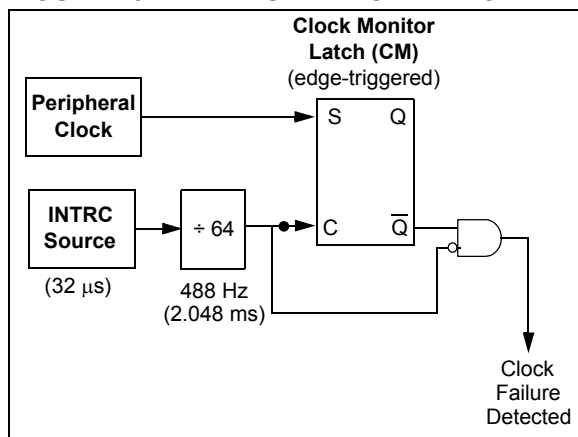 Clock Monitor
Latch (CM)
(edge-triggered)
Peripheral
Clock
S Q
INTRC
Source
÷ 64
C Q̅
(32 μs)
488 Hz
(2.048 ms)
Clock
Failure
Detected